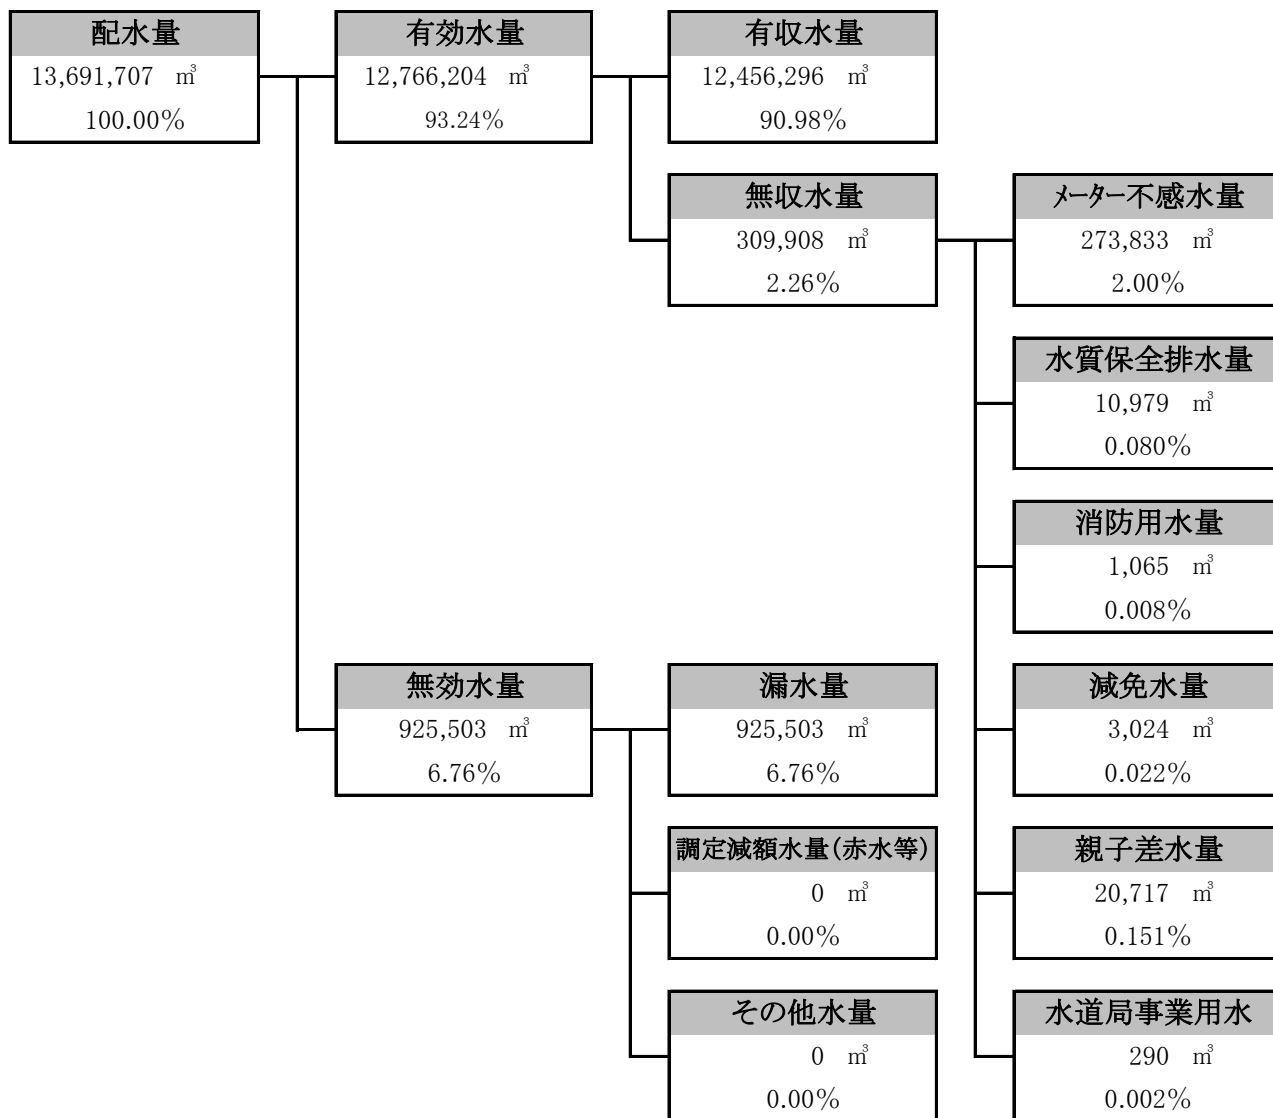 配水量
13,691,707 ㎥
100.00%
有効水量
12,766,204 ㎥
93.24%
有収水量
12,456,296 ㎥
90.98%
無収水量
309,908 ㎥
2.26%
メーター不感水量
273,833 ㎥
2.00%
水質保全排水量
10,979 ㎥
0.080%
消防用水量
1,065 ㎥
0.008%
無効水量
925,503 ㎥
6.76%
漏水量
925,503 ㎥
6.76%
減免水量
3,024 ㎥
0.022%
調定減額水量(赤水等)
0 ㎥
0.00%
親子差水量
20,717 ㎥
0.151%
その他水量
0 ㎥
0.00%
水道局事業用水
290 ㎥
0.002%